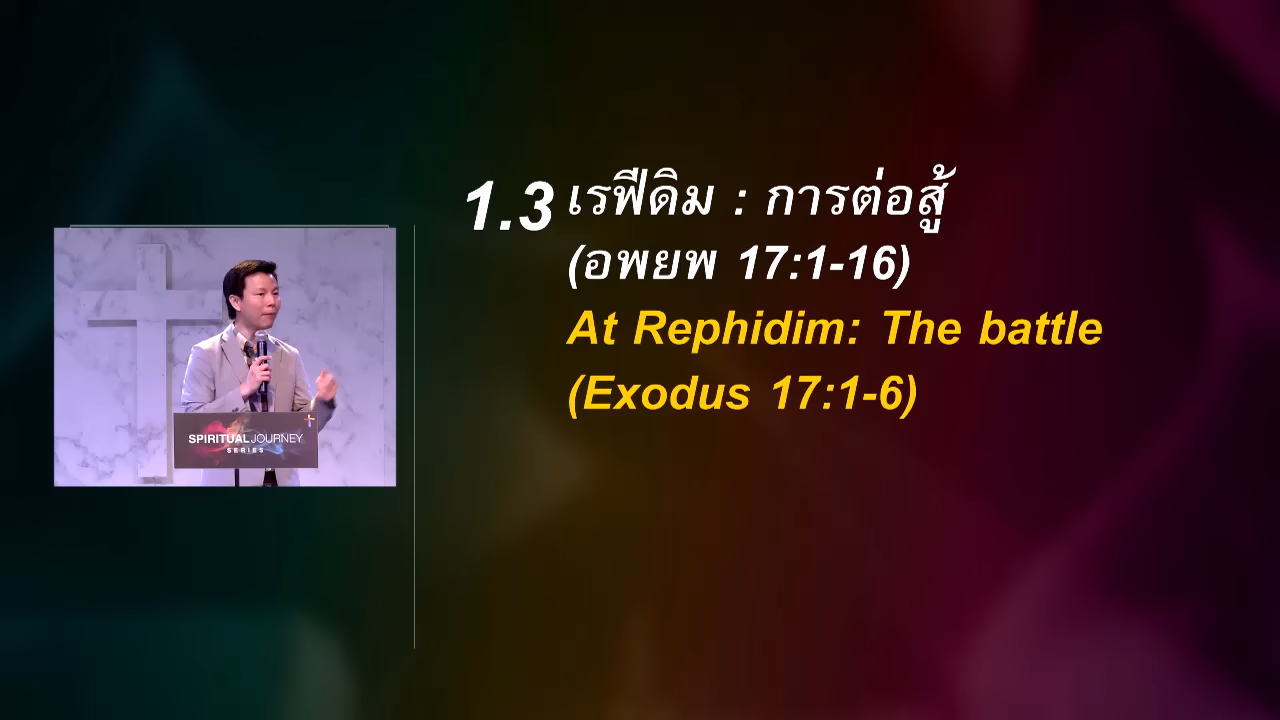 1.3 เรฟีดิม : การต่อสู้
(อพยพ 17:1-16)
At Rephidim: The battle
(Exodus 17:1-6)
SPIRITUAL JOURNEY
SERIES